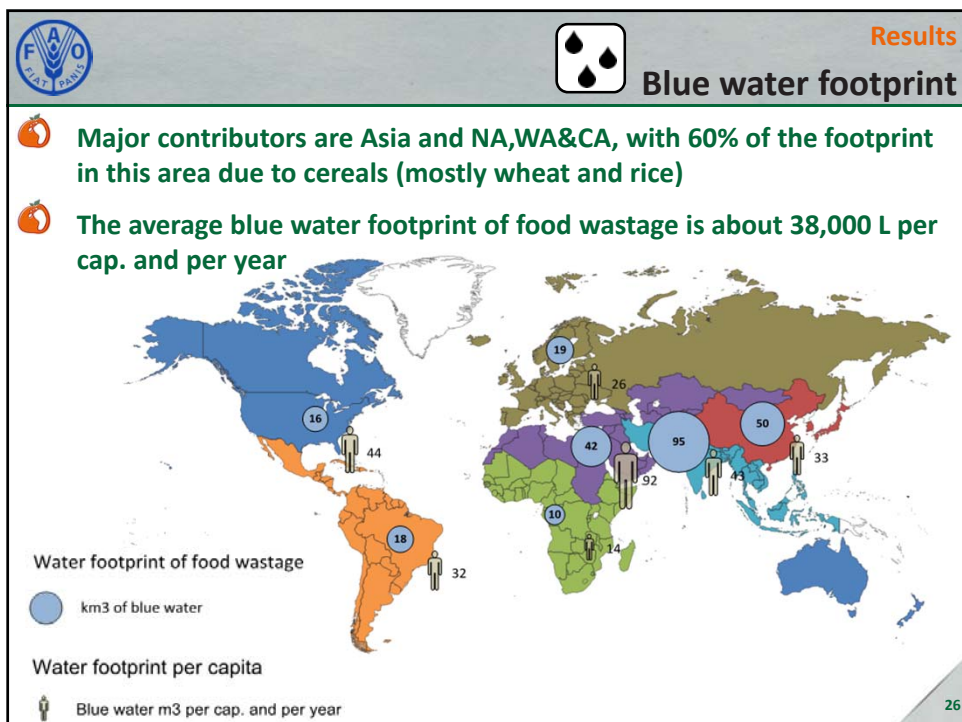 FAO
FIAT PANIS
Results
Blue water footprint
Major contributors are Asia and NA,WA&CA, with 60% of the footprint
in this area due to cereals (mostly wheat and rice)
The average blue water footprint of food wastage is about 38,000 L per
cap. and per year
19
26
16
44
42
95
50
92
43
33
10
14
18
32
Water footprint of food wastage
km3 of blue water
Water footprint per capita
Blue water m3 per cap. and per year
26